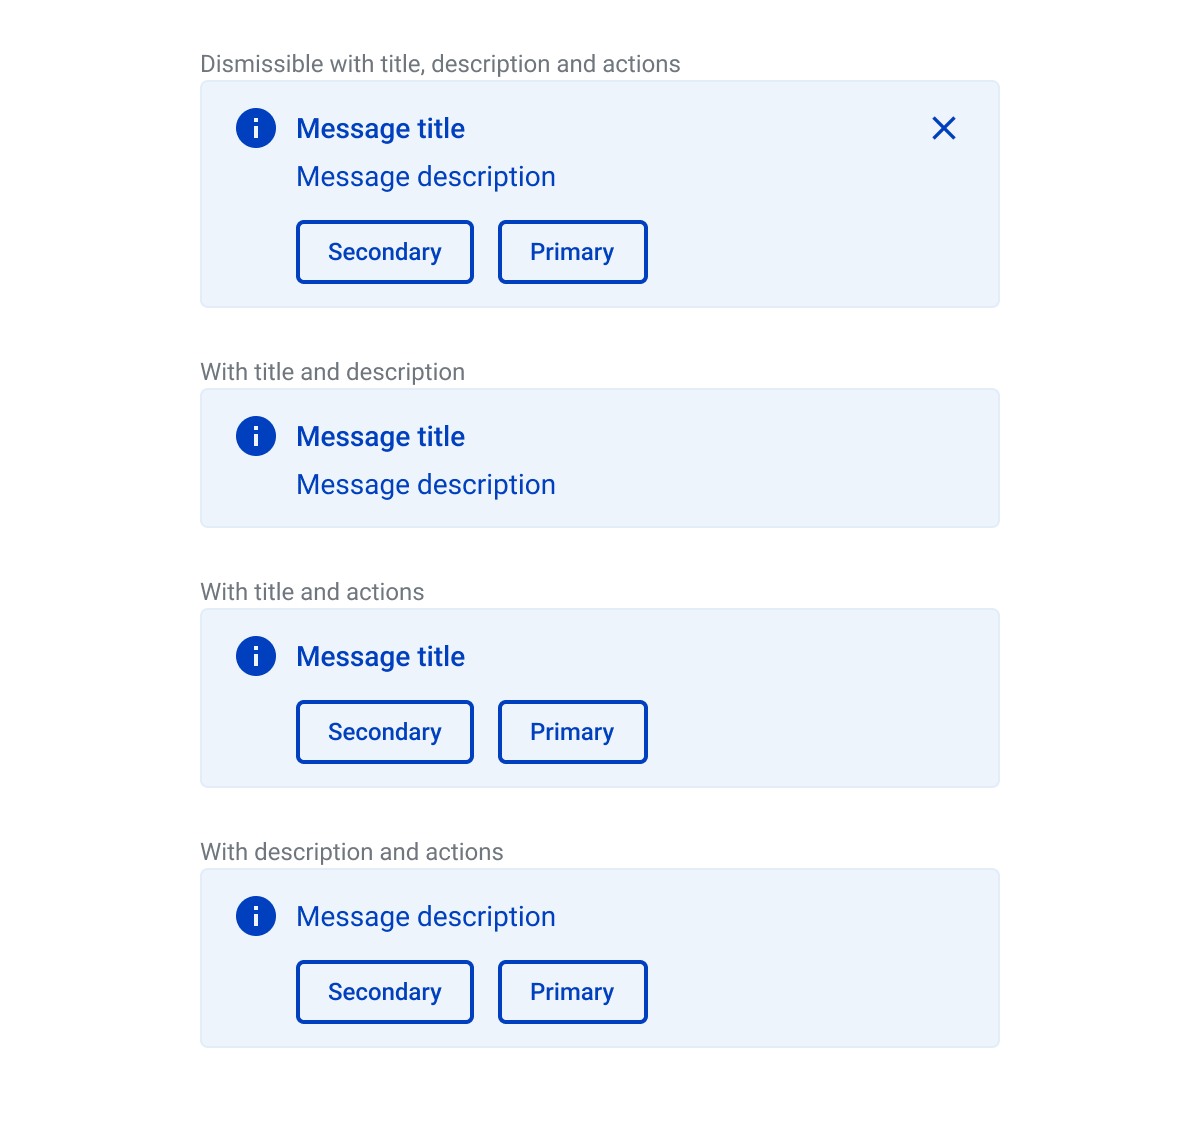 Dismissible with title, description and actions
Message title
Message description
Secondary Primary
With title and description
Message title
Message description
With title and actions
Message title
Secondary Primary
With description and actions
Message description
Secondary Primary